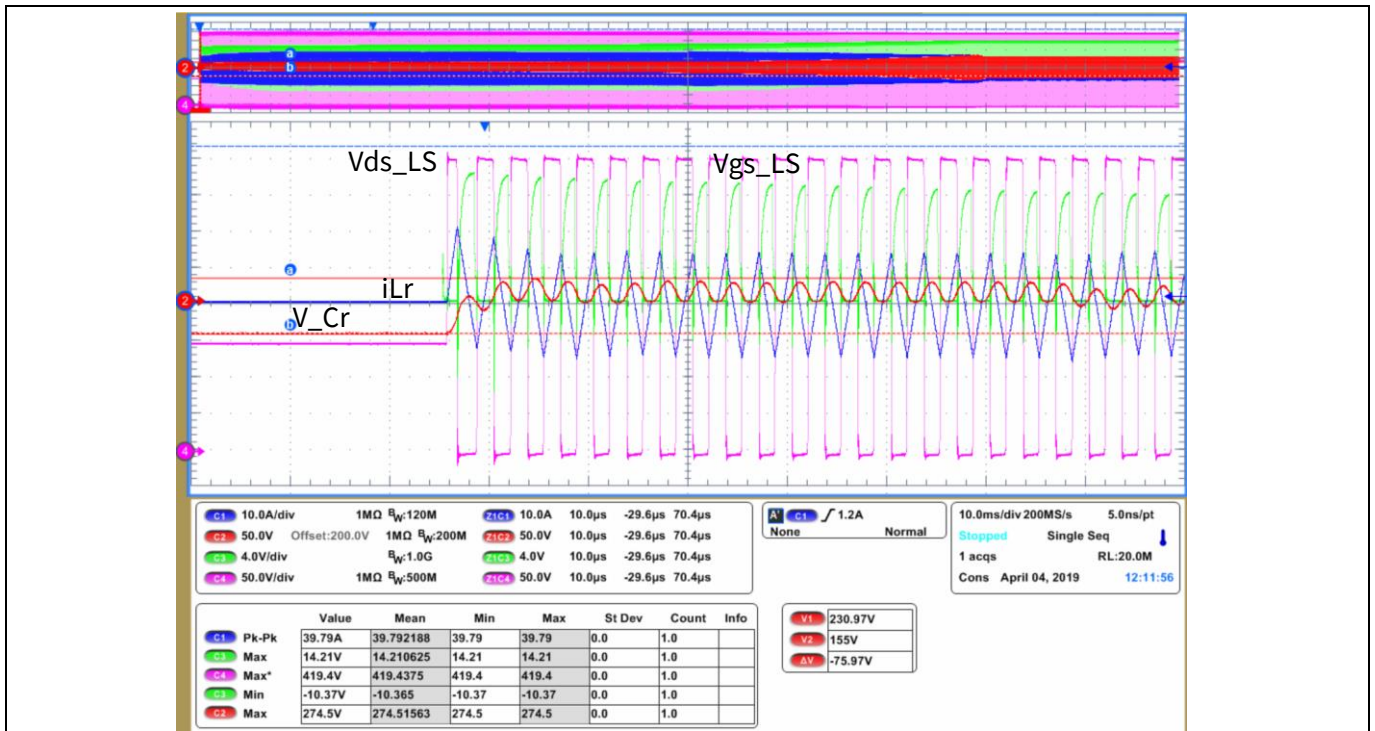 a
2
b
4
Vds_LS
Vgs_LS
a
iLr
2
V_Cr
b
4
C1 10.0A/div 1MΩ BW:120M Z1C1 10.0A 10.0µs -29.6µs 70.4µs
C2 50.0V Offset:200.0V 1MΩ BW:200M Z1C2 50.0V 10.0µs -29.6µs 70.4µs
C3 4.0V/div BW:1.0G Z1C3 4.0V 10.0µs -29.6µs 70.4µs
C4 50.0V/div 1MΩ BW:500M Z1C4 50.0V 10.0µs -29.6µs 70.4µs
A' C1 1.2A
None Normal
10.0ms/div 200MS/s 5.0ns/pt
Stopped Single Seq
1 acqs RL:20.0M
Cons April 04, 2019 12:11:56
Value Mean Min Max St Dev Count Info
C1 Pk-Pk 39.79A 39.792188 39.79 39.79 0.0 1.0
C3 Max 14.21V 14.210625 14.21 14.21 0.0 1.0
C4 Max* 419.4V 419.4375 419.4 419.4 0.0 1.0
C3 Min -10.37V -10.365 -10.37 -10.37 0.0 1.0
C2 Max 274.5V 274.51563 274.5 274.5 0.0 1.0
V1 230.97V
V2 155V
ΔV -75.97V